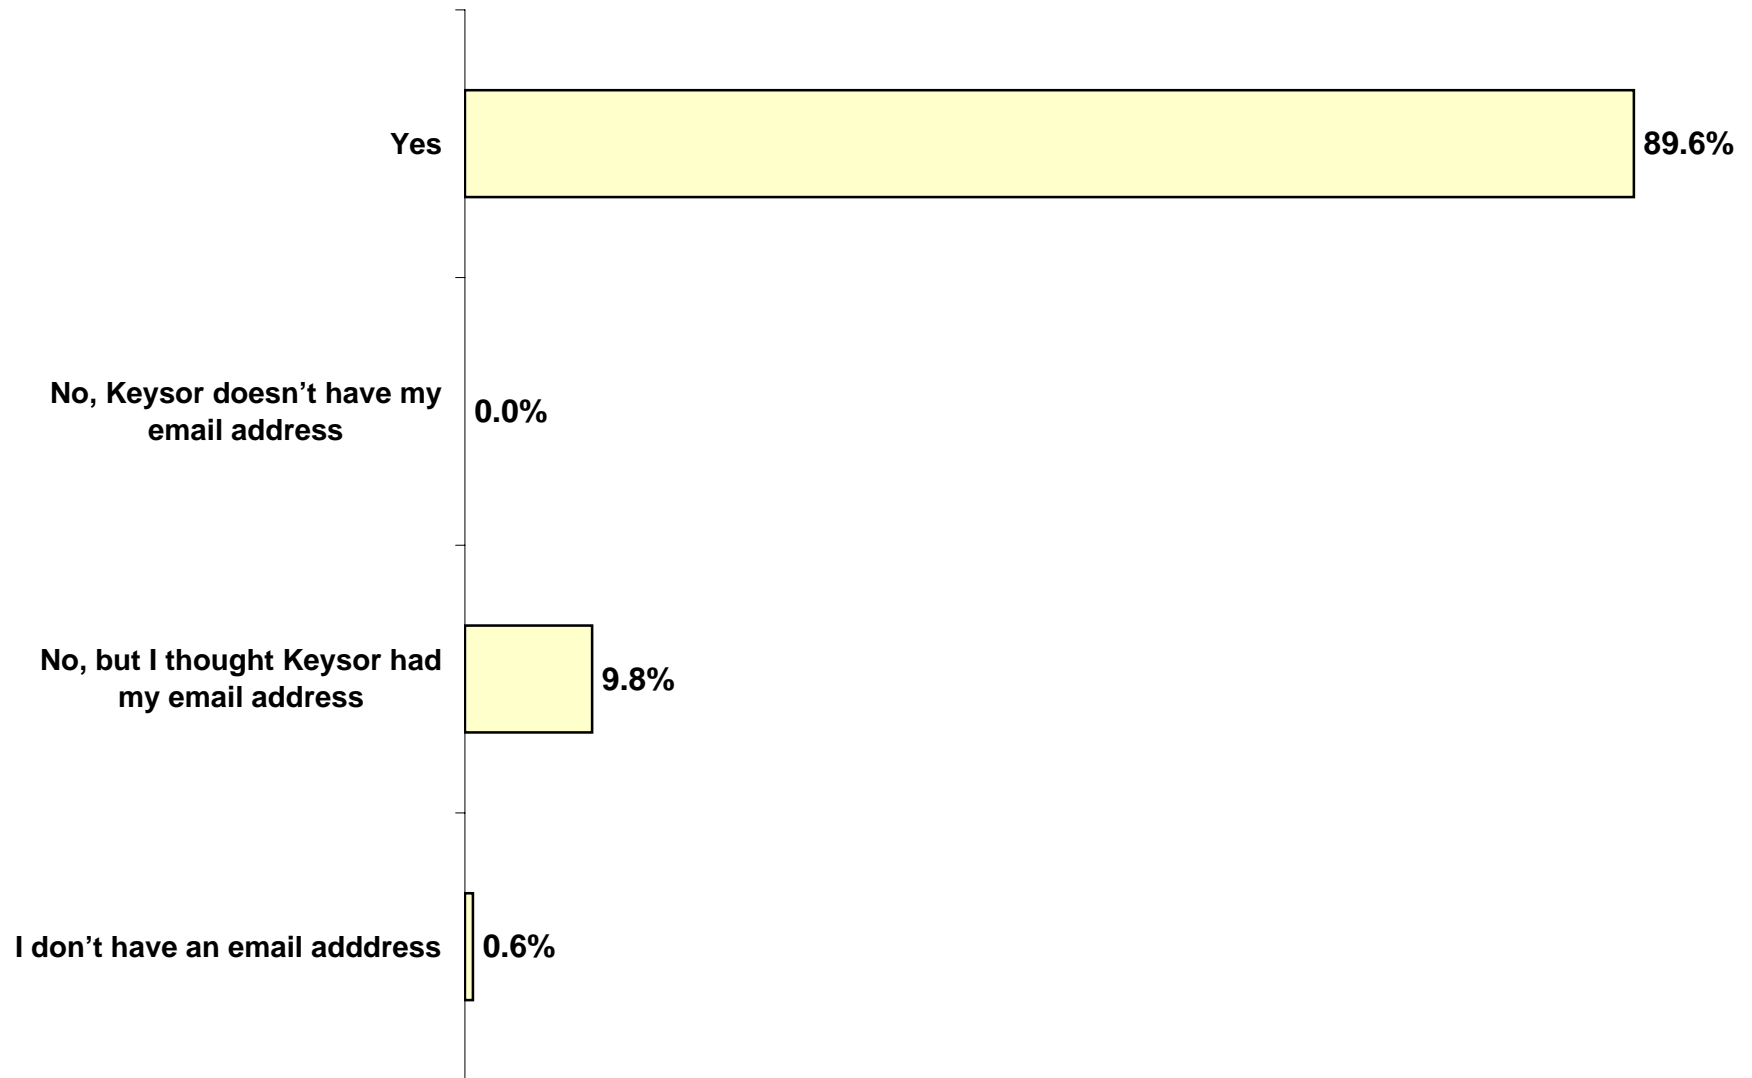 Yes
89.6%
No, Keysor doesn’t have my
email address
0.0%
No, but I thought Keysor had
my email address
9.8%
I don’t have an email adddress
0.6%